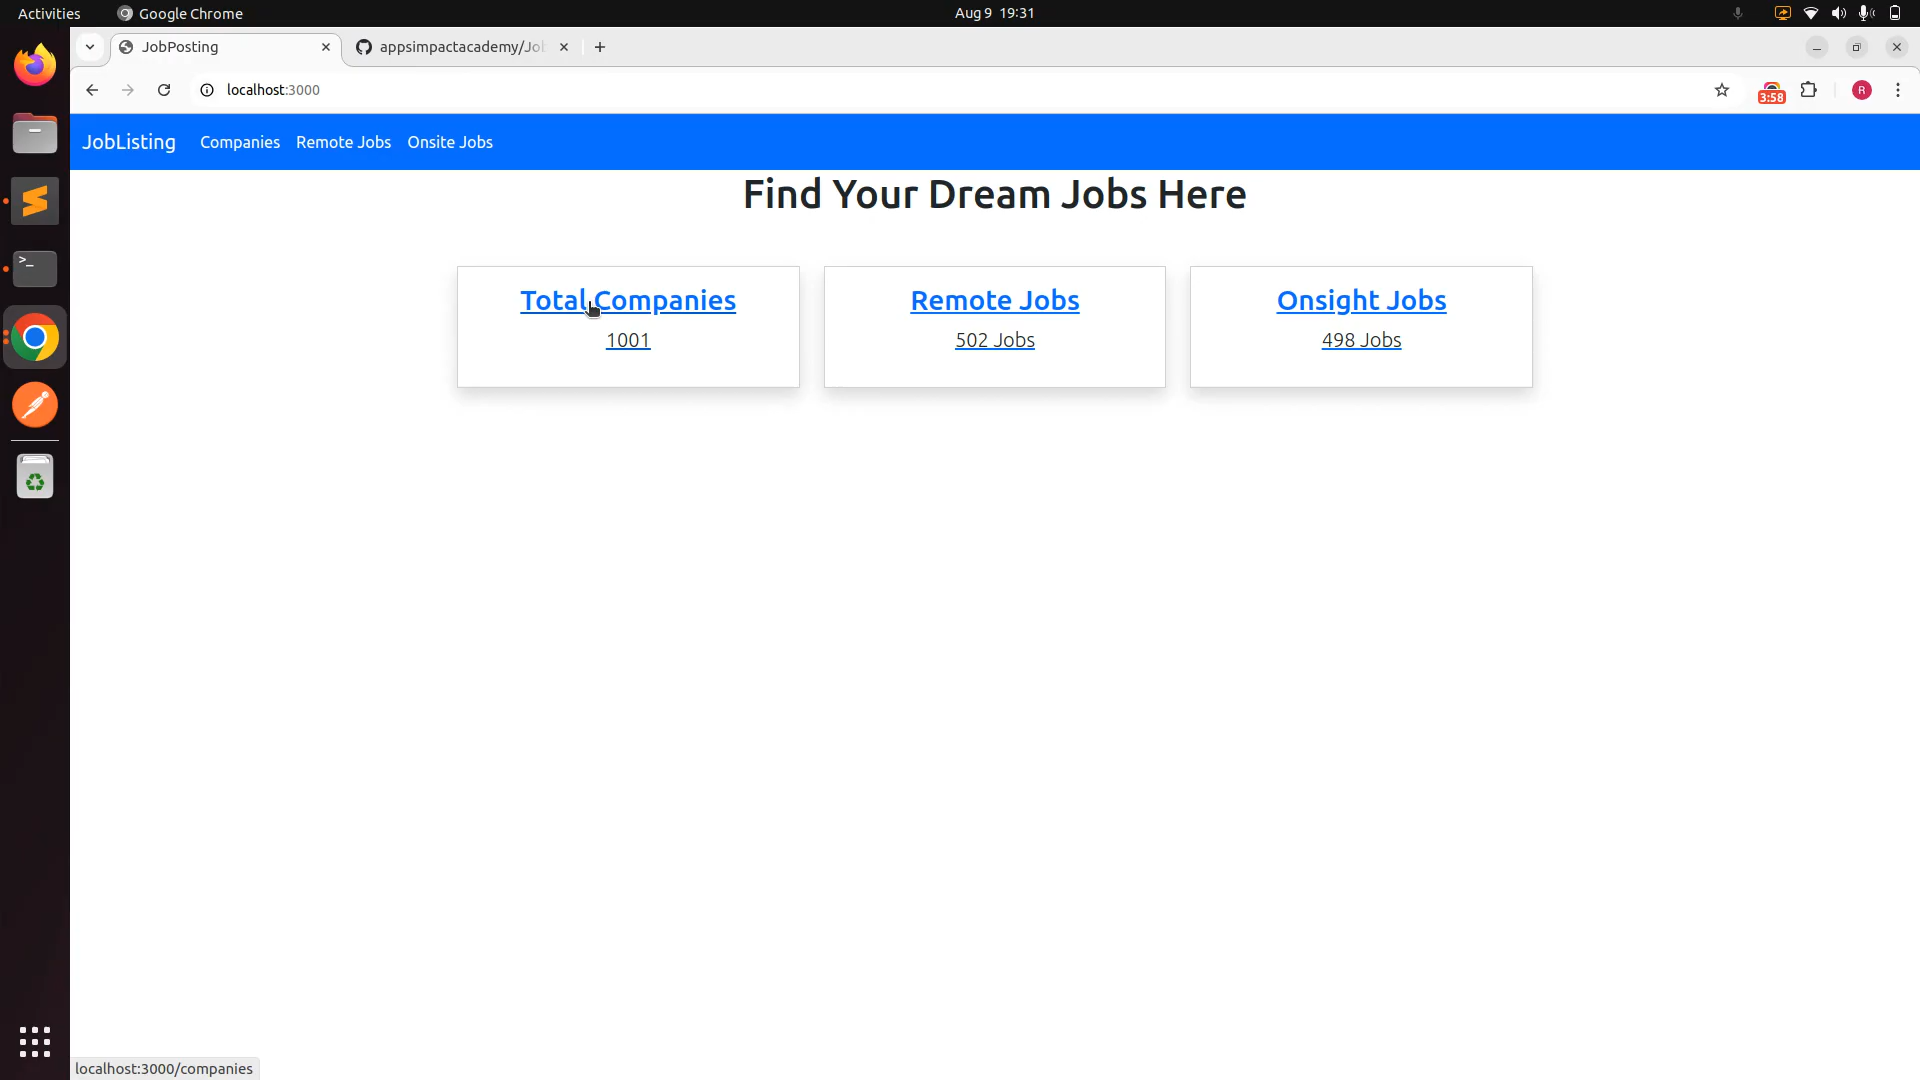 Activities
Google Chrome
Aug 9 19:31
JobPosting
appsimpactacademy/Jo
localhost:3000
3:58
R
JobListing
Companies
Remote Jobs
Onsite Jobs
Find Your Dream Jobs Here
Total Companies
1001
Remote Jobs
502 Jobs
Onsight Jobs
498 Jobs
localhost:3000/companies